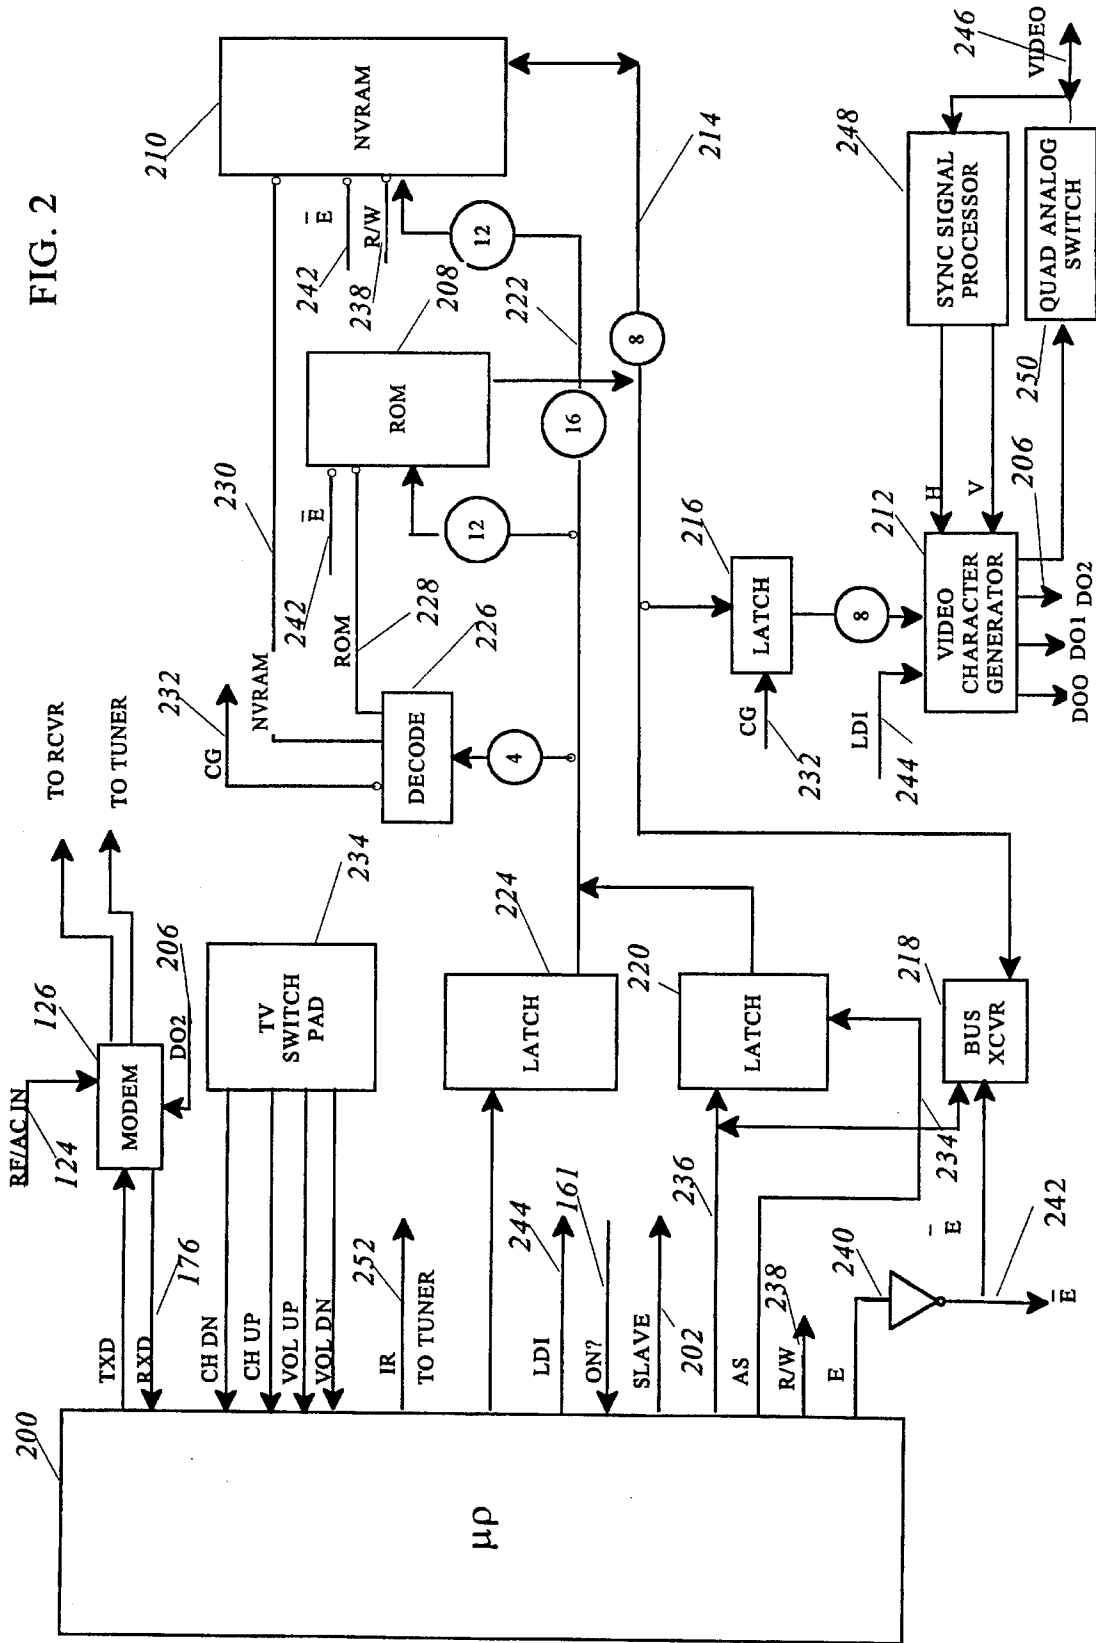 FIG. 2
200
μρ
TXD
RXD
176
RF/AC IN
124
126
MODEM
TO RCVR
TO TUNER
DO2
206
CH DN
CH UP
VOL UP
VOL DN
TV
SWITCH
PAD
234
IR
TO TUNER
252
LATCH
224
LDI
244
ON?
161
SLAVE
202
236
LATCH
220
AS
234
R/W
238
E
240
E
242
E
BUS
XCVR
218
CG
232
NVRAM
230
ROM
228
DECODE
226
4
E
242
ROM
208
12
16
222
NVRAM
210
E
242
R/W
238
12
8
214
CG
232
LATCH
216
8
LDI
244
VIDEO
CHARACTER
GENERATOR
212
H
V
DOO
DO1
DO2
206
SYNC SIGNAL
PROCESSOR
248
QUAD ANALOG
SWITCH
250
VIDEO
246